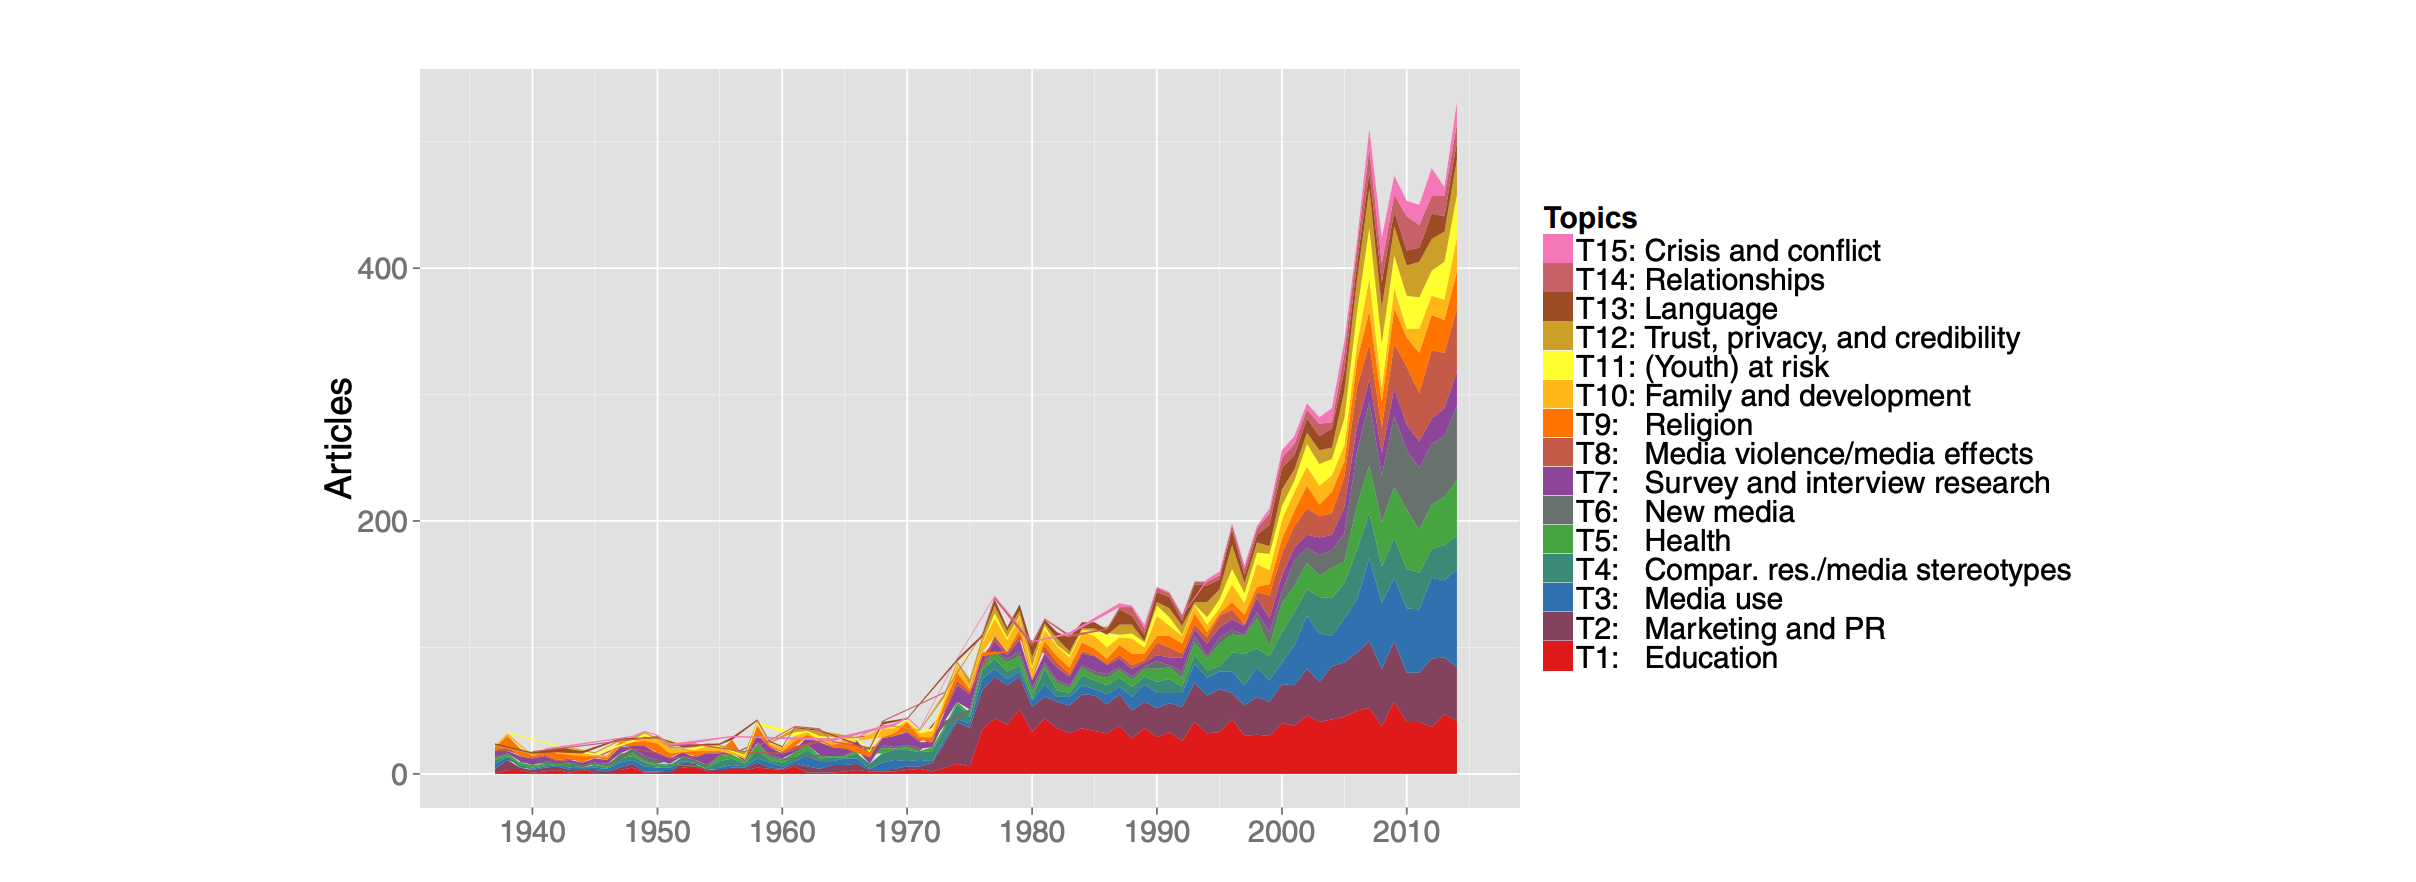 Topics
T15: Crisis and conflict
T14: Relationships
T13: Language
T12: Trust, privacy, and credibility
T11: (Youth) at risk
T10: Family and development
T9: Religion
T8: Media violence/media effects
T7: Survey and interview research
T6: New media
T5: Health
T4: Compar. res./media stereotypes
T3: Media use
T2: Marketing and PR
T1: Education
Articles
400
200
0
1940 1950 1960 1970 1980 1990 2000 2010